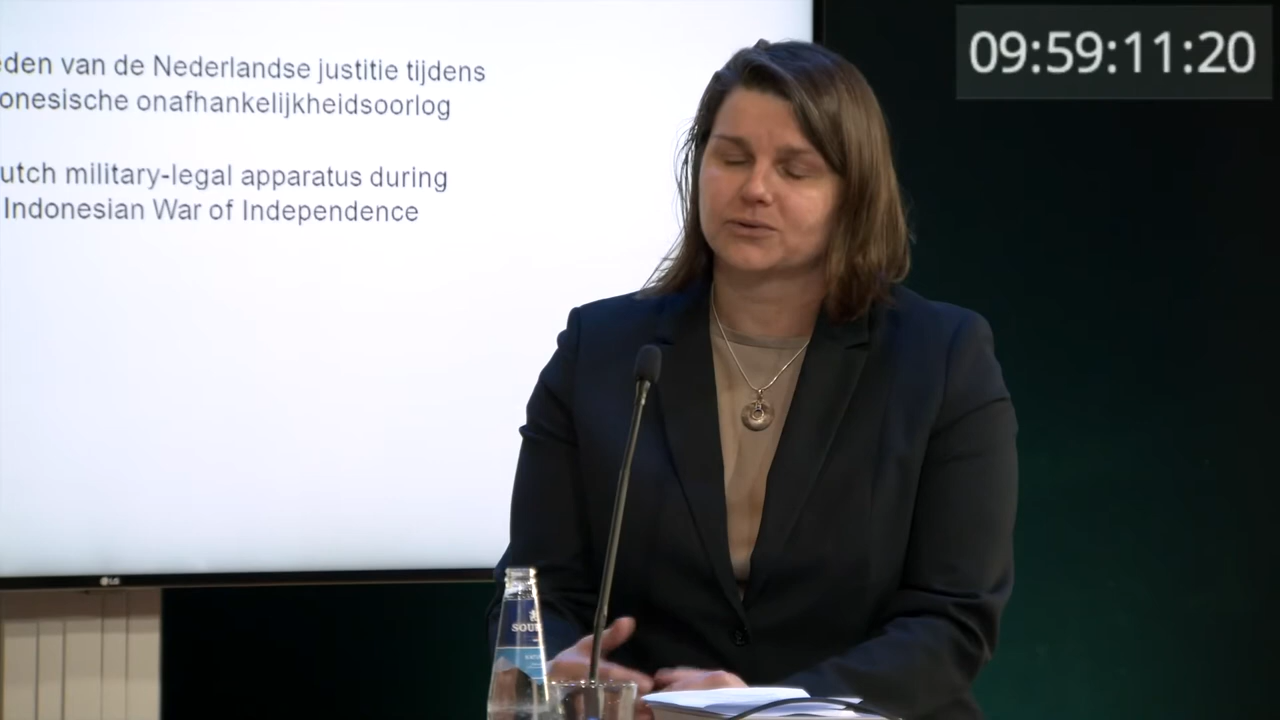 eden van de Nederlandse justitie tijdens
onesische onafhankelijkheidsoorlog
utch military-legal apparatus during
Indonesian War of Independence
09:59:11:20
LG
SOU